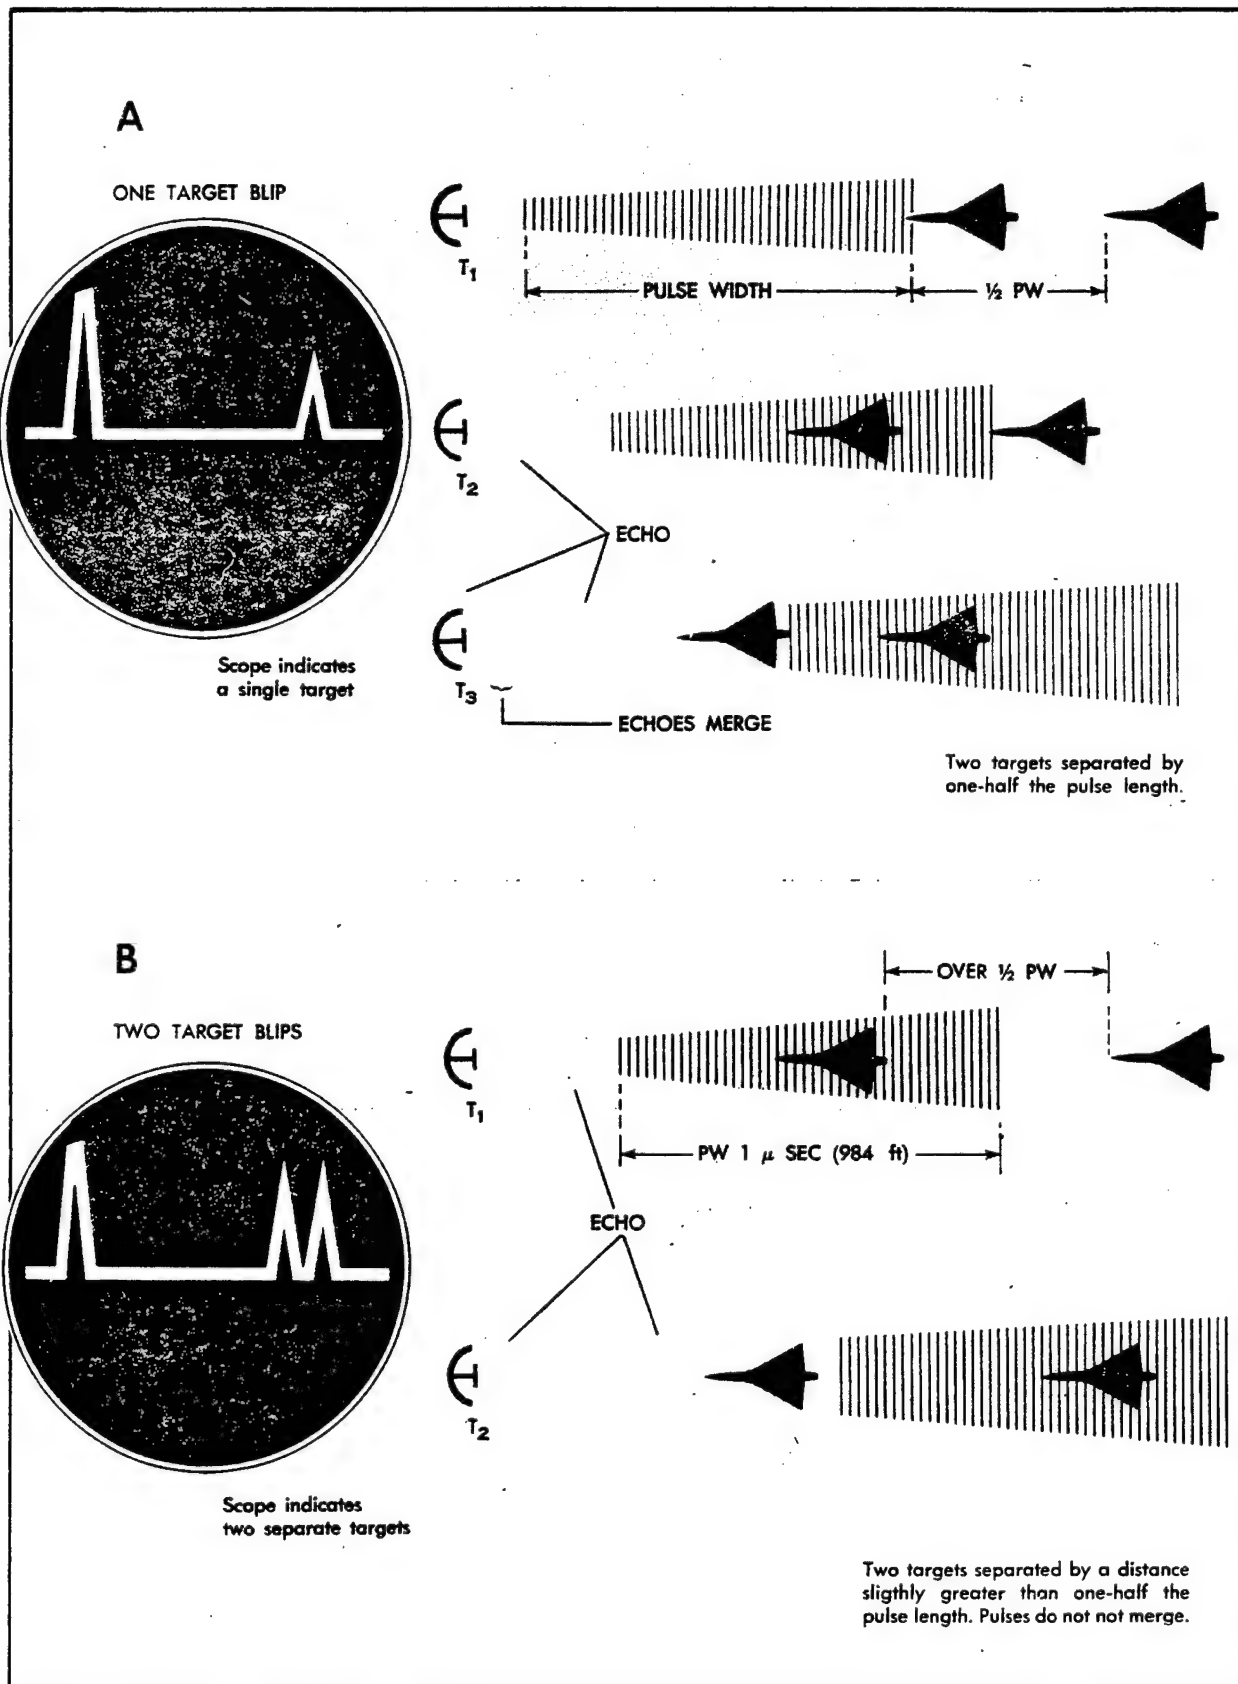 A
ONE TARGET BLIP
T1
PULSE WIDTH
½ PW
T2
ECHO
Scope indicates
a single target
T3
ECHOES MERGE
Two targets separated by
one-half the pulse length.
B
TWO TARGET BLIPS
OVER ½ PW
T1
PW 1 μ SEC (984 ft)
ECHO
T2
Scope indicates
two separate targets
Two targets separated by a distance
sligthly greater than one-half the
pulse length. Pulses do not not merge.